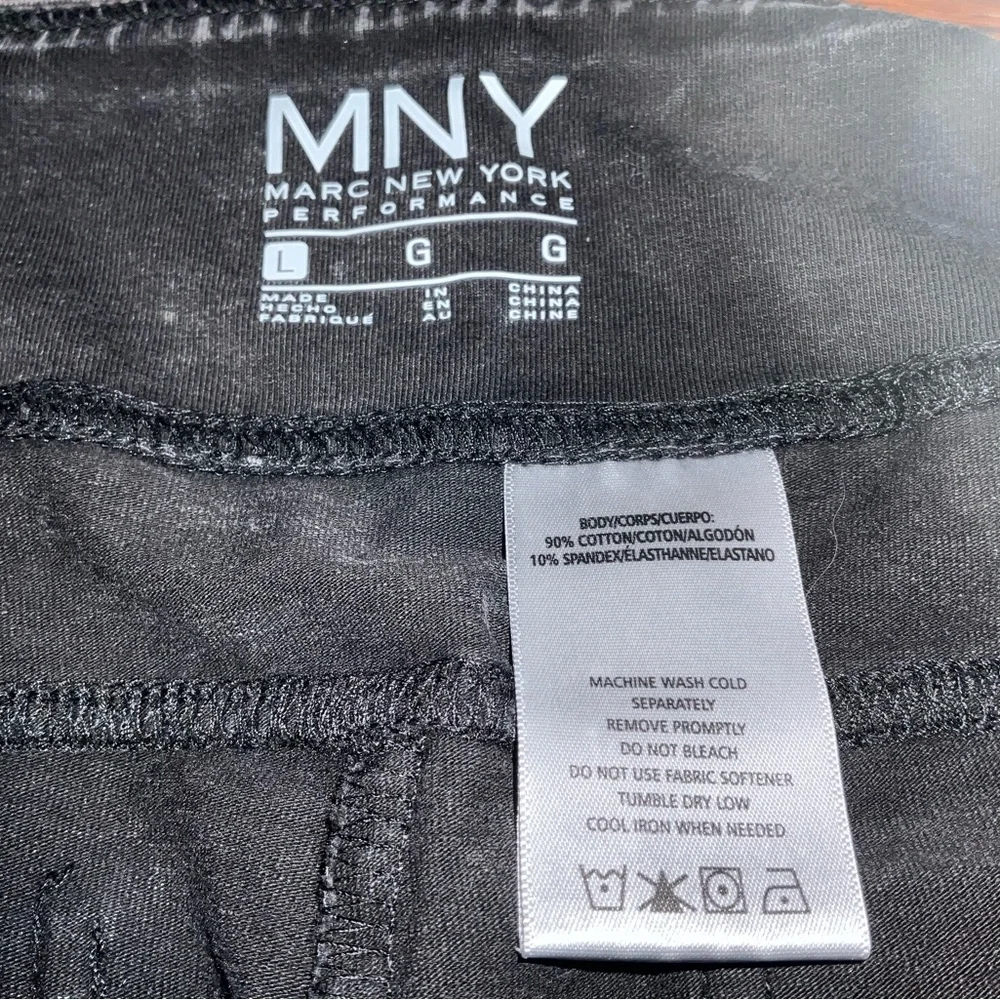 MNY
MARC NEW YORK
PERFORMANCE
L G G
MADE IN CHINA
HECHO EN CHINA
FABRIQUÉ AU CHINE
BODY/CORPS/CUERPO:
90% COTTON/COTON/ALGODÓN
10% SPANDEX/ÉLASTHANNE/ELASTANO
MACHINE WASH COLD
SEPARATELY
REMOVE PROMPTLY
DO NOT BLEACH
DO NOT USE FABRIC SOFTENER
TUMBLE DRY LOW
COOL IRON WHEN NEEDED